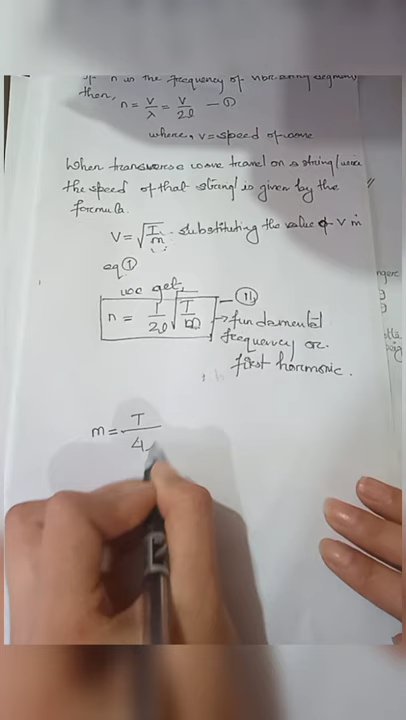 If n is the frequency of vibrating segment
then,
n = V/λ = V/2l — ①
where, v = speed of wave
When transverse wave travel on a string/wire
the speed of that string/ is given by the
formula.
V = √T/m . substituting the value of V in
eq ①
we get,
n = 1/2l √T/m — ⑪
→ fundamental
frequency or.
first harmonic.
m = T/4